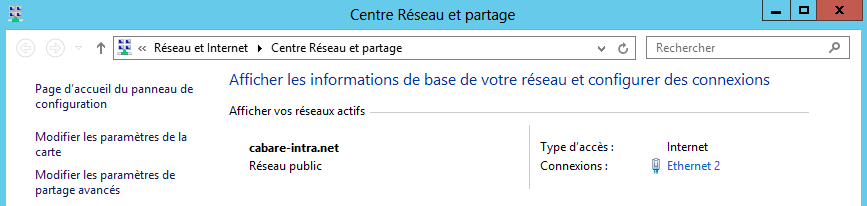 Centre Réseau et partage
« Réseau et Internet Centre Réseau et partage
Rechercher
Page d'accueil du panneau de
configuration
Modifier les paramètres de la
carte
Modifier les paramètres de
partage avancés
Afficher les informations de base de votre réseau et configurer des connexions
Afficher vos réseaux actifs
cabare-intra.net
Réseau public
Type d'accès : Internet
Connexions : Ethernet 2